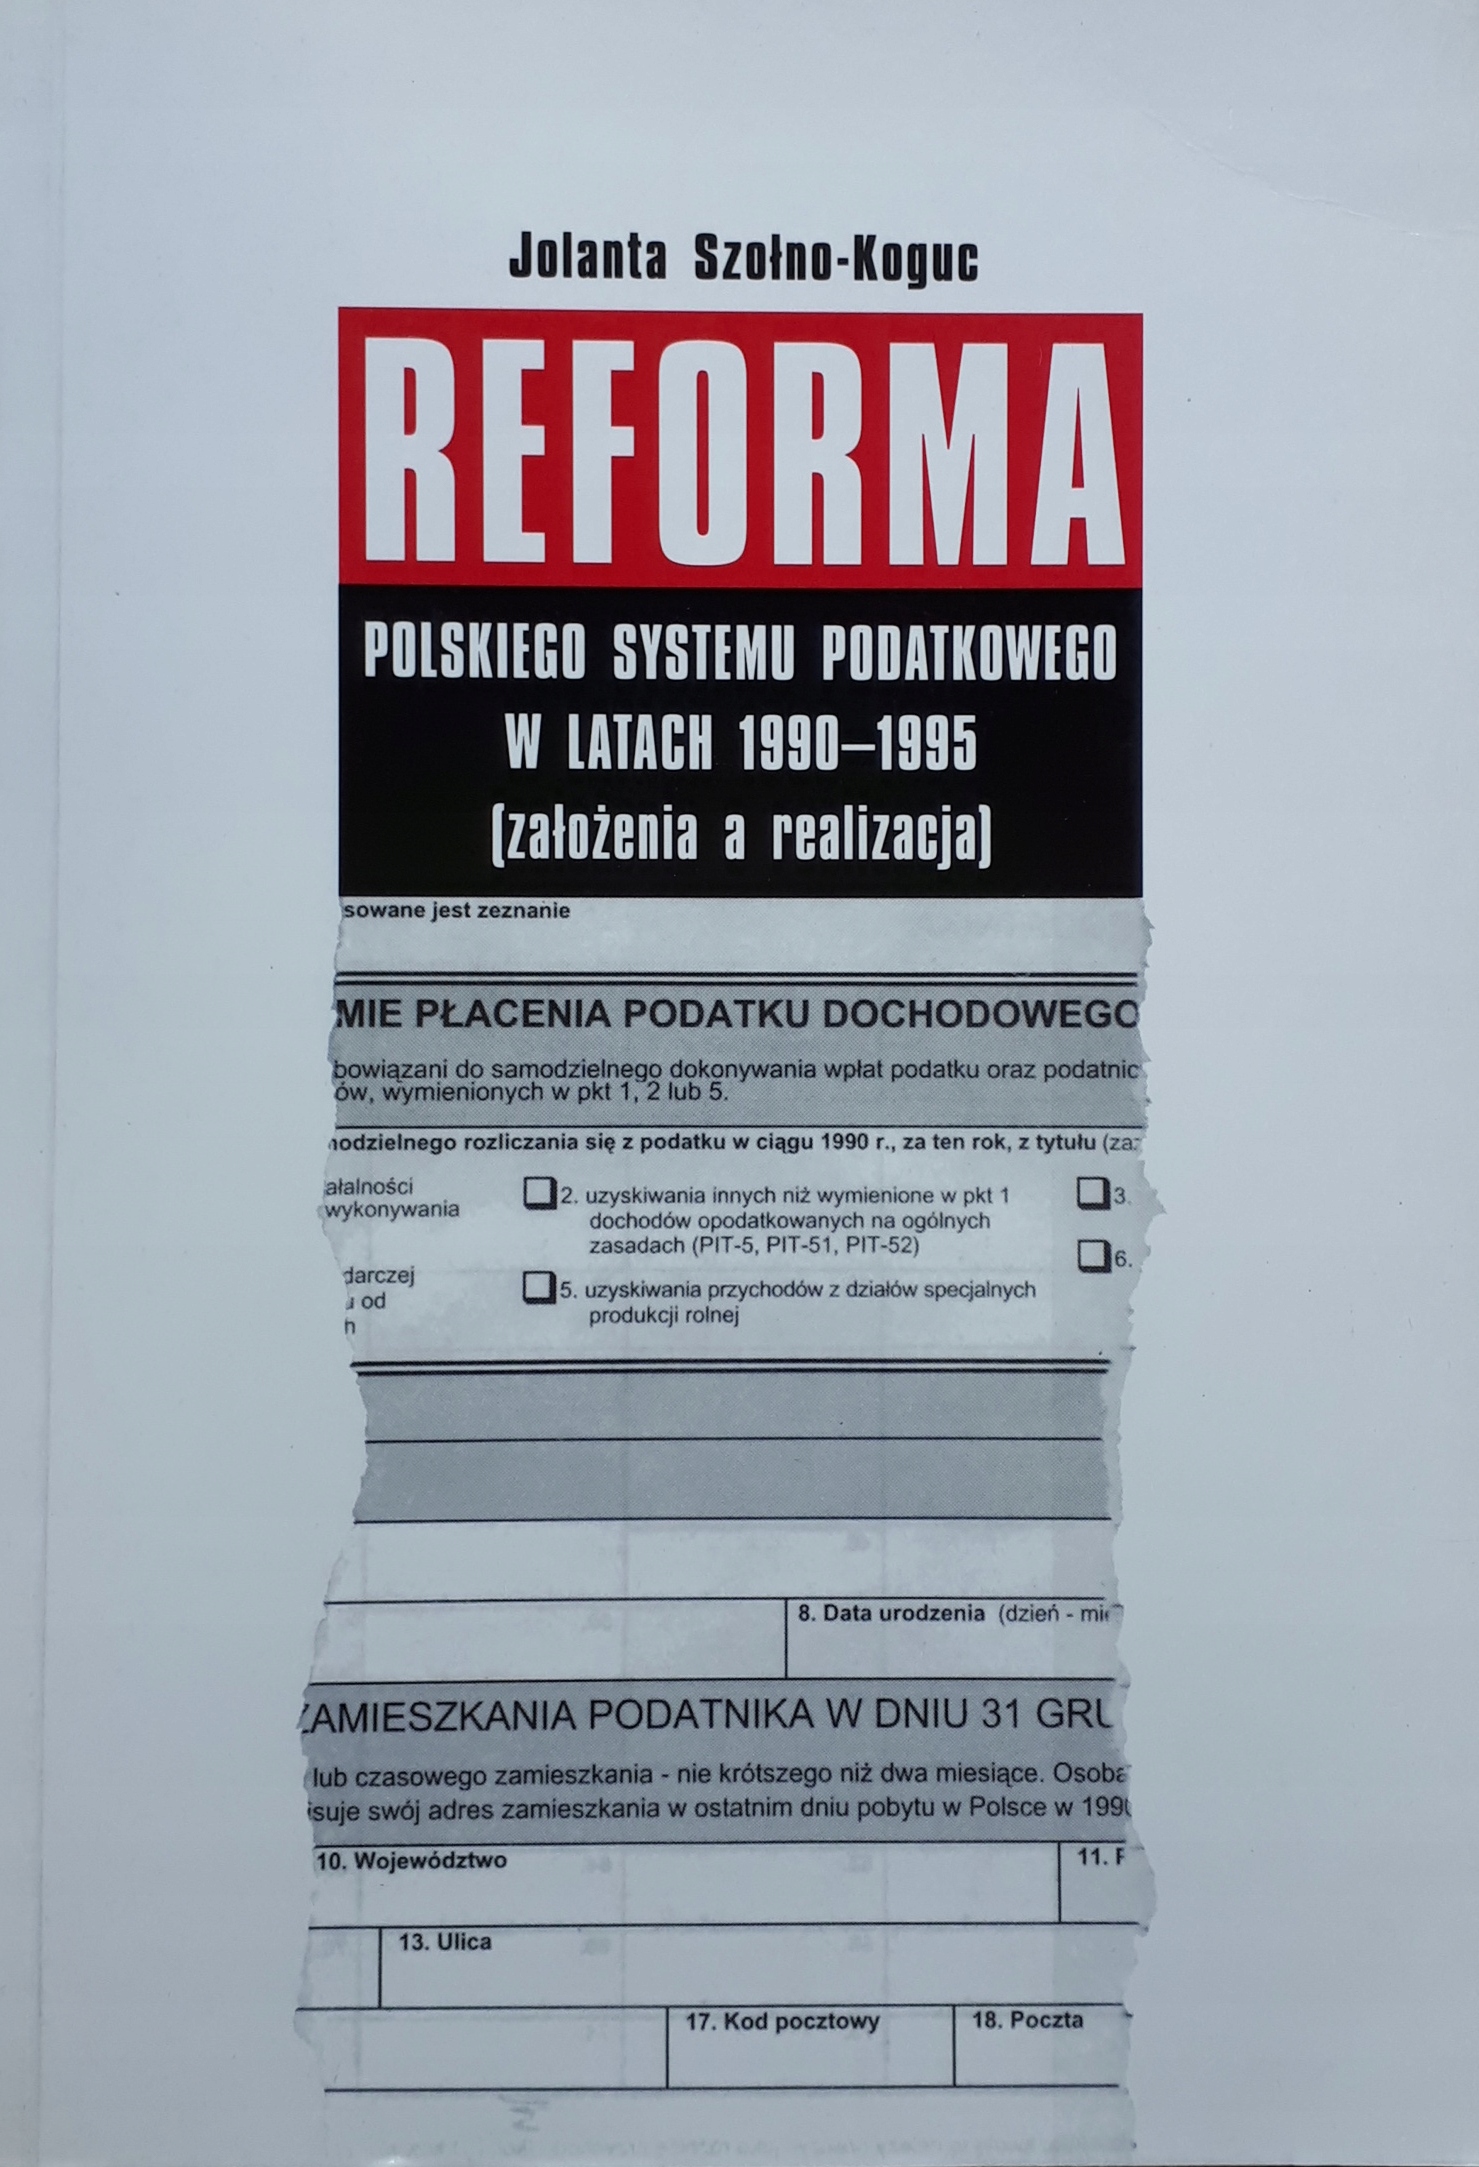 Jolanta Szołno-Koguc
REFORMA
POLSKIEGO SYSTEMU PODATKOWEGO
W LATACH 1990–1995
(założenia a realizacja)
sowane jest zeznanie
MIE PŁACENIA PODATKU DOCHODOWEGO
bowiązani do samodzielnego dokonywania wpłat podatku oraz podatnic
ów, wymienionych w pkt 1, 2 lub 5.
modzielnego rozliczania się z podatku w ciągu 1990 r., za ten rok, z tytułu (zaz
ałalności
wykonywania
2. uzyskiwania innych niż wymienione w pkt 1
dochodów opodatkowanych na ogólnych
zasadach (PIT-5, PIT-51, PIT-52)
3.
darczej
u od
h
5. uzyskiwania przychodów z działów specjalnych
produkcji rolnej
6.
8. Data urodzenia (dzień - mie
ZAMIESZKANIA PODATNIKA W DNIU 31 GRU
lub czasowego zamieszkania - nie krótszego niż dwa miesiące. Osoba
isuje swój adres zamieszkania w ostatnim dniu pobytu w Polsce w 1990
10. Województwo
11. F
13. Ulica
17. Kod pocztowy
18. Poczta